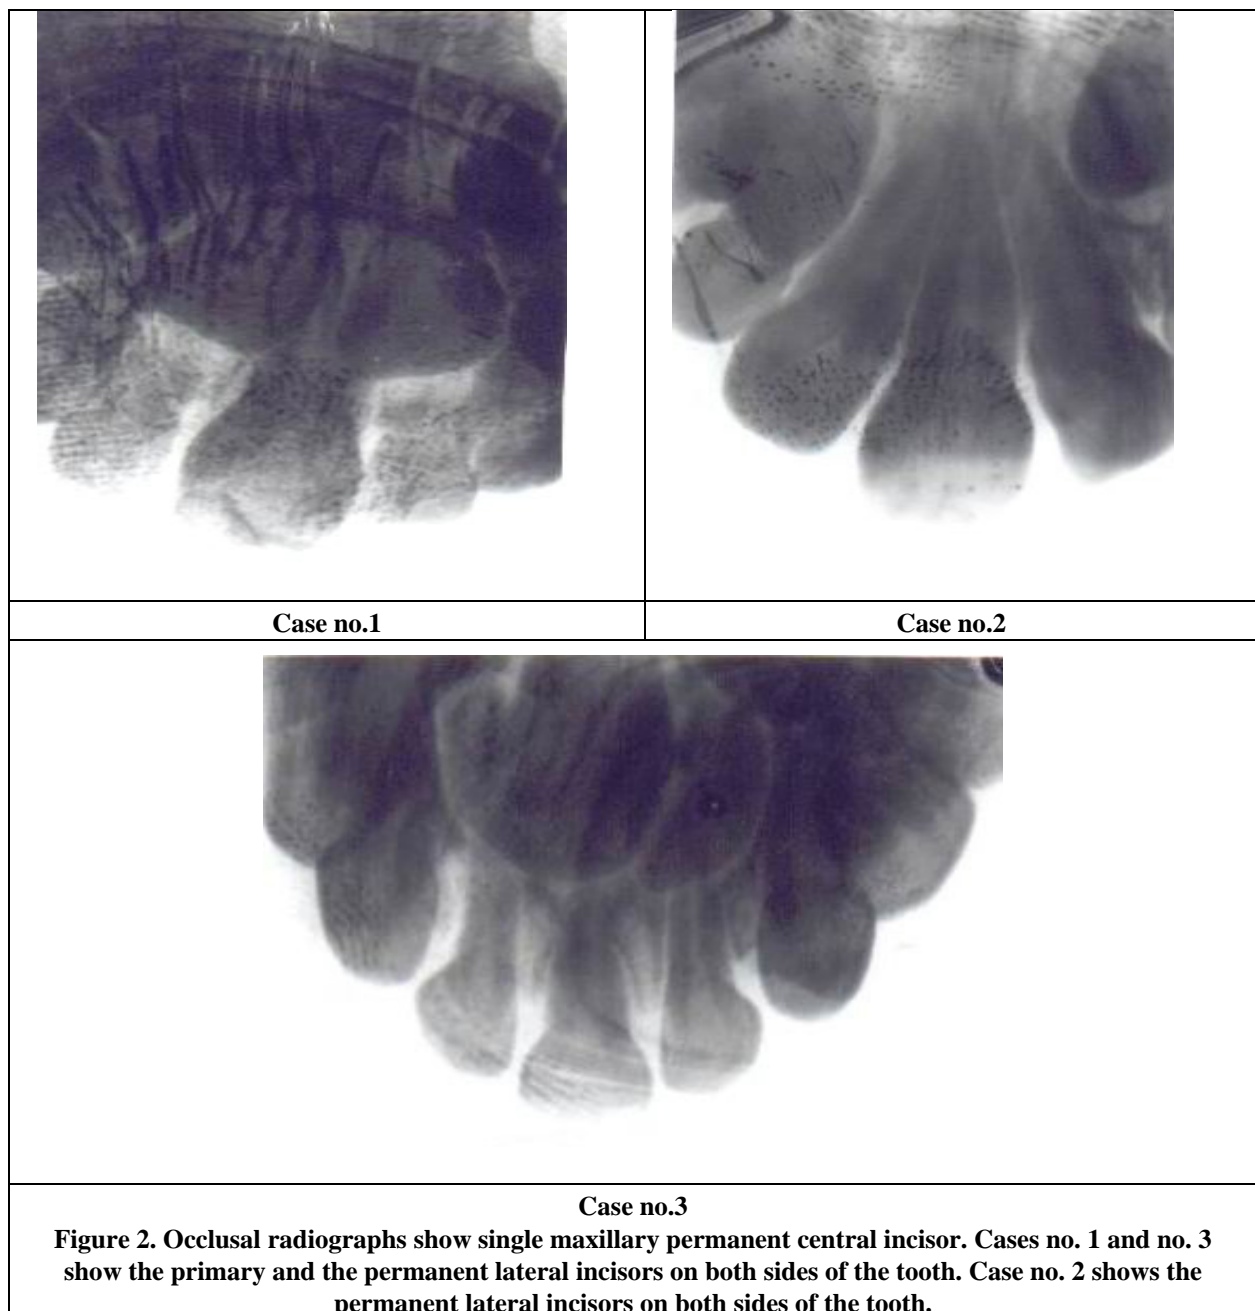 Case no.1
Case no.2
Case no.3
Figure 2. Occlusal radiographs show single maxillary permanent central incisor. Cases no. 1 and no. 3
show the primary and the permanent lateral incisors on both sides of the tooth. Case no. 2 shows the
permanent lateral incisors on both sides of the tooth.